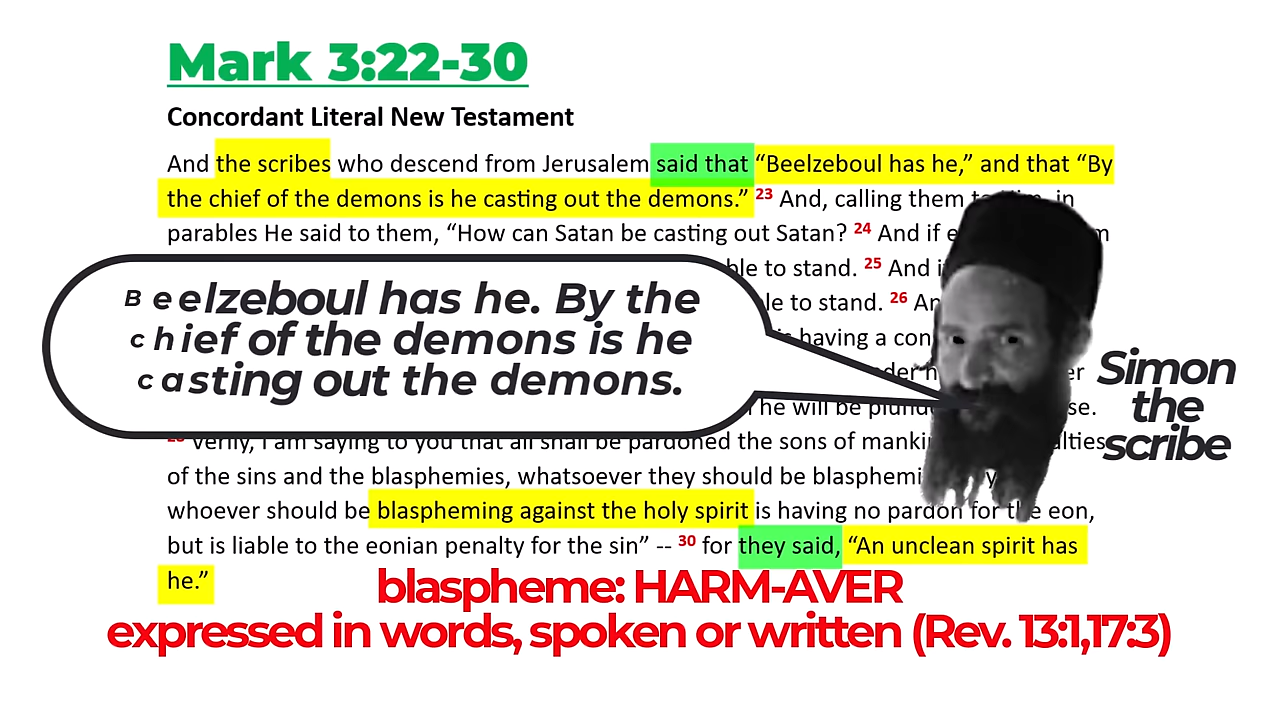 Mark 3:22-30
Concordant Literal New Testament
And the scribes who descend from Jerusalem said that “Beelzeboul has he,” and that “By
the chief of the demons is he casting out the demons.” 23 And, calling them in
parables He said to them, “How can Satan be casting out Satan? 24 And if
to stand. 25 And
to stand. 26
having a
Beelzeboul has he. By the
chief of the demons is he
casting out the demons.
Simon
the
scribe
he will be
Verily, I am saying to you that all shall be pardoned the sons of
of the sins and the blasphemies, whatsoever they should be
whoever should be blaspheming against the holy spirit is having no pardon for the eon,
but is liable to the eonian penalty for the sin” -- 30 for they said, “An unclean spirit has
he.”
blaspheme: HARM-AVER
expressed in words, spoken or written (Rev. 13:1,17:3)